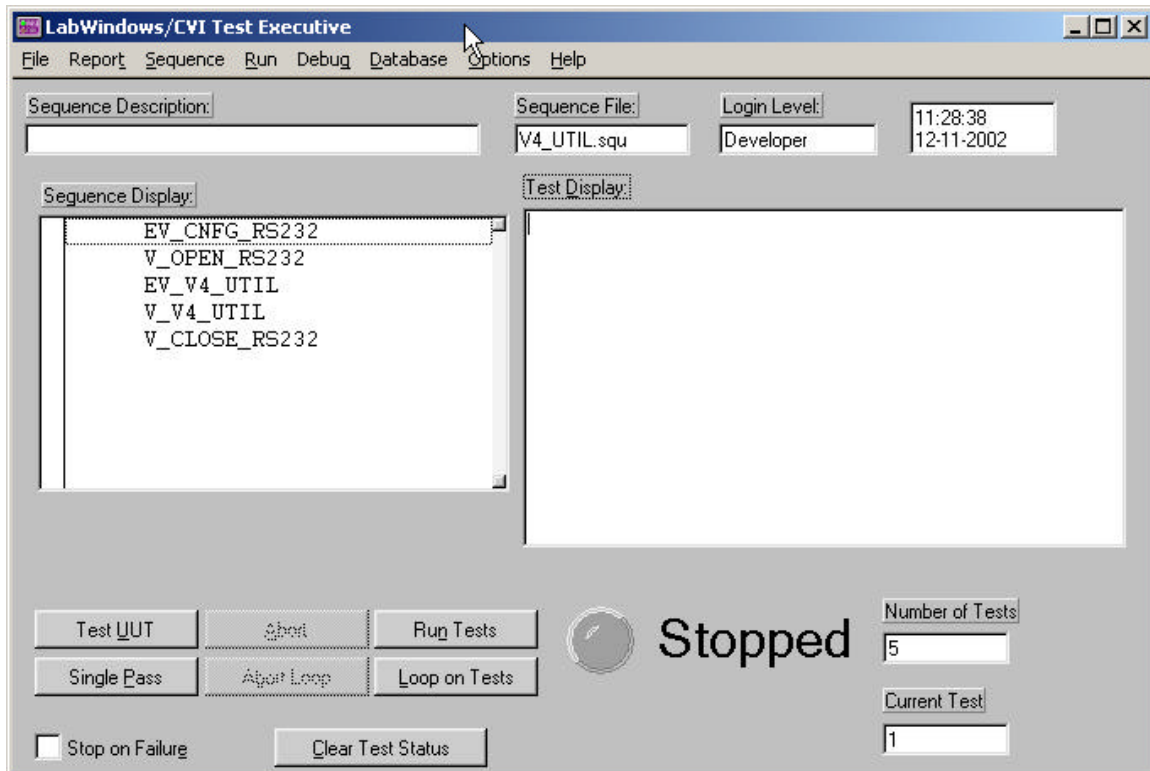 LabWindows/CVI Test Executive
File Report Sequence Run Debug Database Options Help
Sequence Description:
Sequence File:
V4_UTIL.squ
Login Level:
Developer
11:28:38
12-11-2002
Sequence Display:
EV_CNFG_RS232
V_OPEN_RS232
EV_V4_UTIL
V_V4_UTIL
V_CLOSE_RS232
Test Display:
Test UUT
Abort
Run Tests
Single Pass
Abort Loop
Loop on Tests
Stop on Failure
Clear Test Status
Stopped
Number of Tests
5
Current Test
1